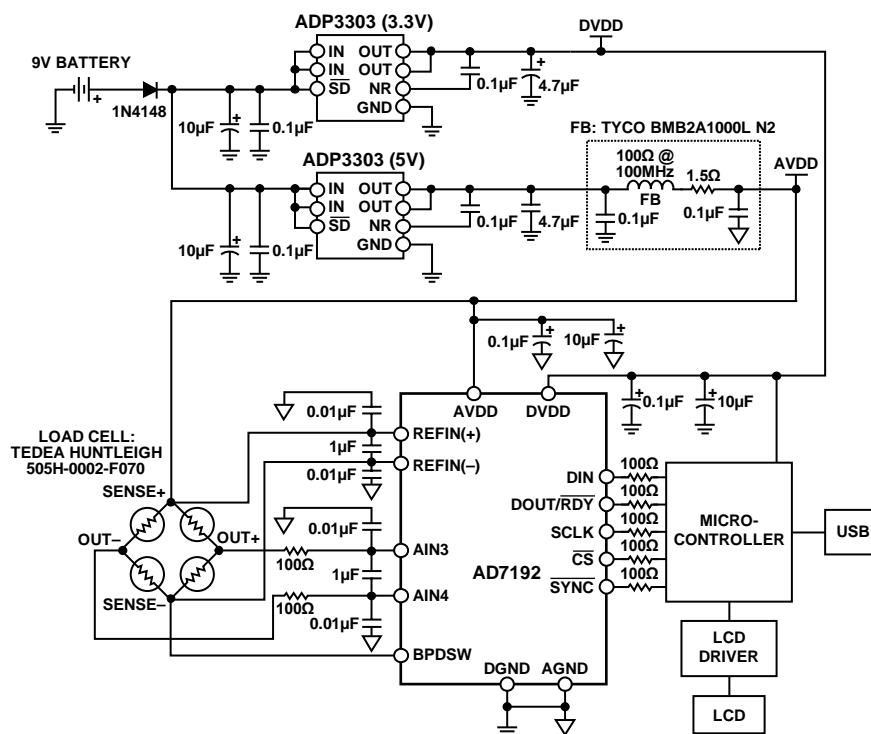 ADP3303 (3.3V)
DVDD
9V BATTERY
IN
OUT
IN
OUT
SD
NR
GND
+
1N4148
+
10µF
0.1µF
0.1µF
+
4.7µF
FB: TYCO BMB2A1000L N2
ADP3303 (5V)
100Ω @
100MHz
1.5Ω
AVDD
FB
IN
OUT
IN
OUT
SD
NR
GND
+
10µF
0.1µF
0.1µF
+
4.7µF
0.1µF
0.1µF
0.1µF
+
10µF
+
AVDD
DVDD
+
0.1µF
+
10µF
0.01µF
REFIN(+)
1µF
REFIN(–)
0.01µF
LOAD CELL:
TEDEA HUNTLEIGH
505H-0002-F070
SENSE+
OUT–
OUT+
SENSE–
0.01µF
100Ω
AIN3
1µF
100Ω
AIN4
0.01µF
BPDSW
AD7192
DIN
100Ω
DOUT/RDY
100Ω
SCLK
100Ω
CS
100Ω
SYNC
100Ω
MICRO-
CONTROLLER
USB
LCD
DRIVER
LCD
DGND
AGND